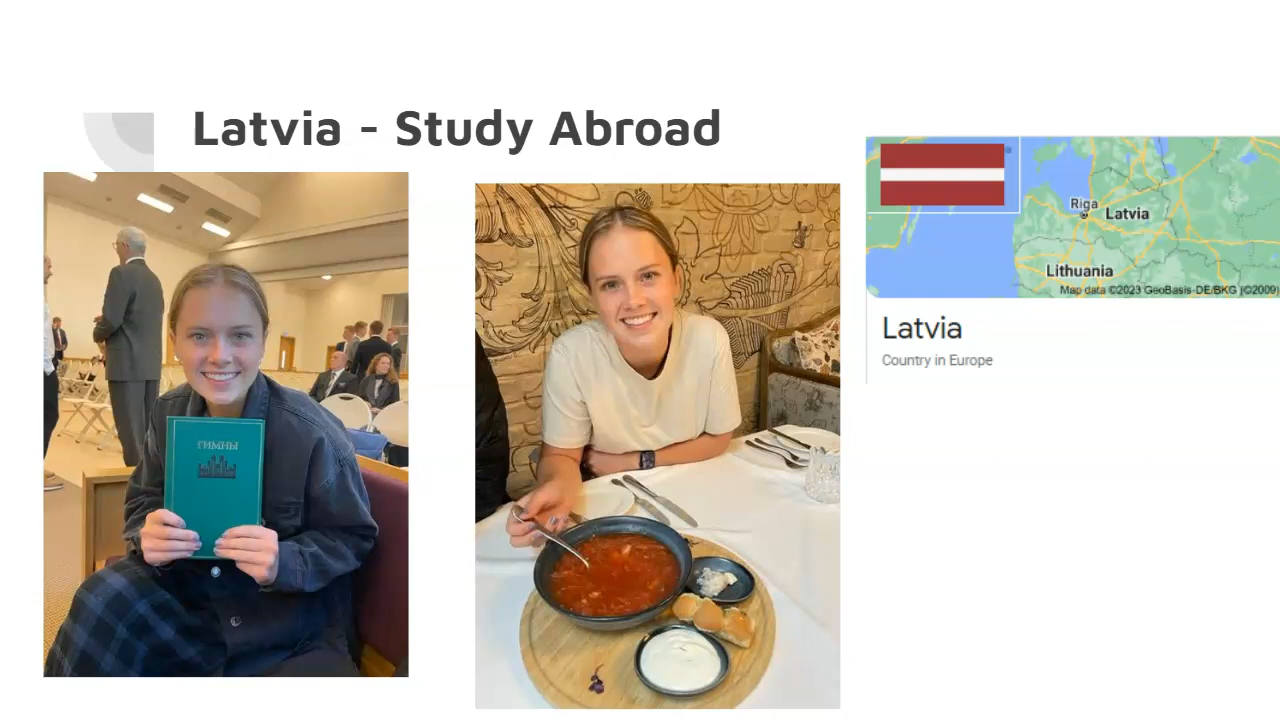 Latvia - Study Abroad
ГИМНЫ
Riga
Latvia
Lithuania
Map data ©2023 GeoBasis-DE/BKG (©2009)
Latvia
Country in Europe